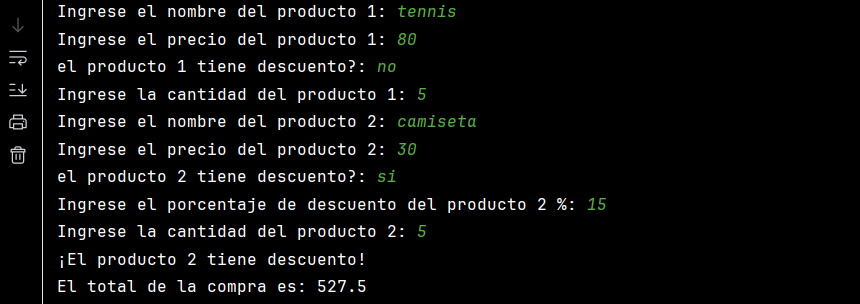 Ingrese el nombre del producto 1: tennis
Ingrese el precio del producto 1: 80
el producto 1 tiene descuento?: no
Ingrese la cantidad del producto 1: 5
Ingrese el nombre del producto 2: camiseta
Ingrese el precio del producto 2: 30
el producto 2 tiene descuento?: si
Ingrese el porcentaje de descuento del producto 2 %: 15
Ingrese la cantidad del producto 2: 5
¡El producto 2 tiene descuento!
El total de la compra es: 527.5